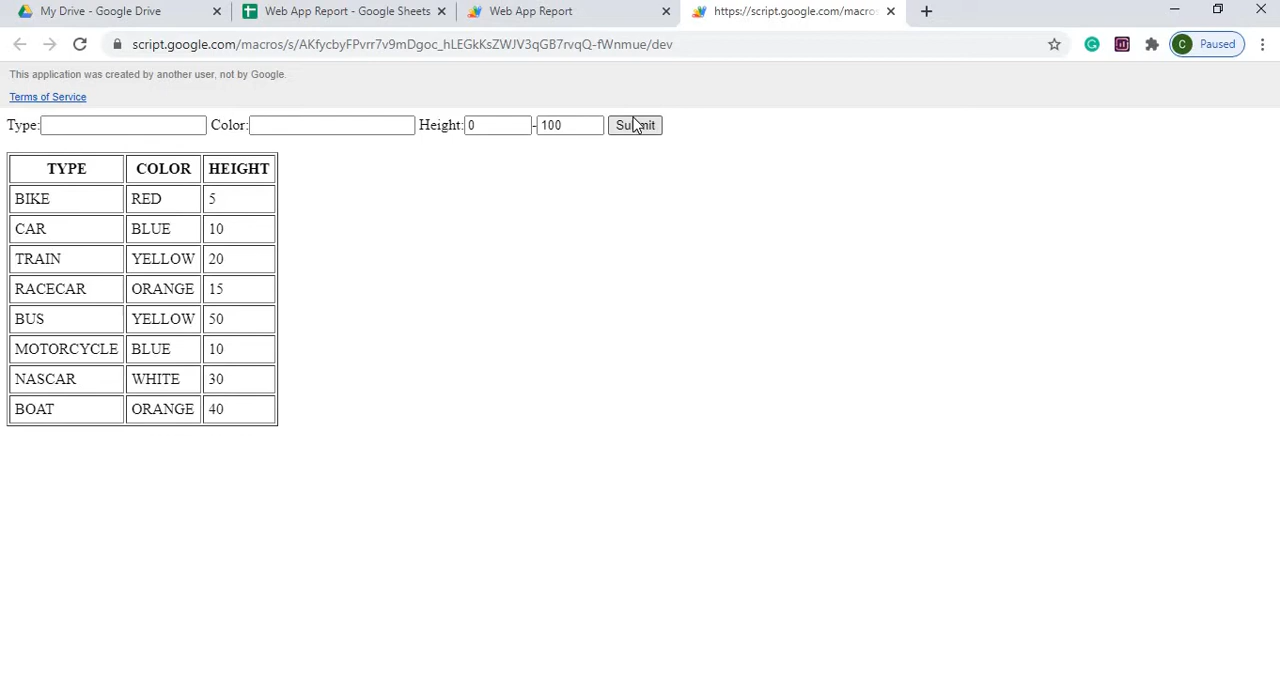 My Drive - Google Drive Web App Report - Google Sheets Web App Report https://script.google.com/macros
script.google.com/macros/s/AKfycbyFPvrr7v9mDgoc_hLEGkKsZWJV3qGB7rvqQ-fWnmue/dev C Paused
This application was created by another user, not by Google.
Terms of Service
Type: Color: Height: 0 - 100 Submit
TYPE COLOR HEIGHT
BIKE RED 5
CAR BLUE 10
TRAIN YELLOW 20
RACECAR ORANGE 15
BUS YELLOW 50
MOTORCYCLE BLUE 10
NASCAR WHITE 30
BOAT ORANGE 40